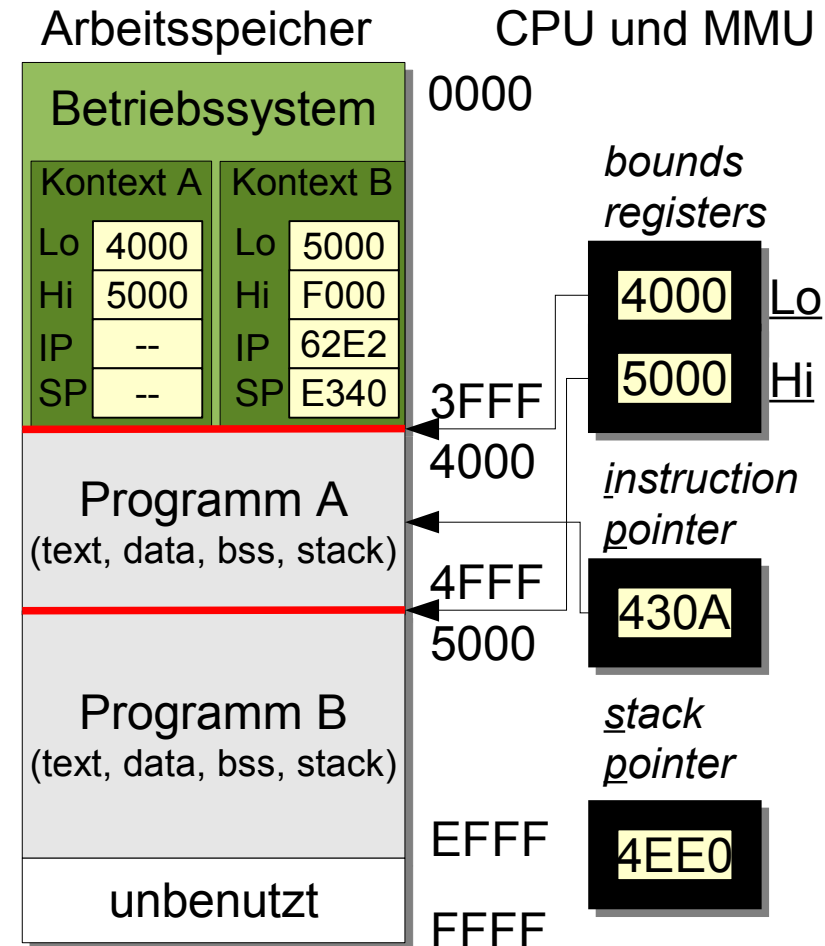 Arbeitsspeicher
CPU und MMU
Betriebssystem
0000
Kontext A
Kontext B
Lo 4000
Hi 5000
IP --
SP --
Lo 5000
Hi F000
IP 62E2
SP E340
3FFF
4000
Programm A
(text, data, bss, stack)
4FFF
5000
Programm B
(text, data, bss, stack)
EFFF
unbenutzt
FFFF
bounds
registers
4000 Lo
5000 Hi
instruction
pointer
430A
stack
pointer
4EE0